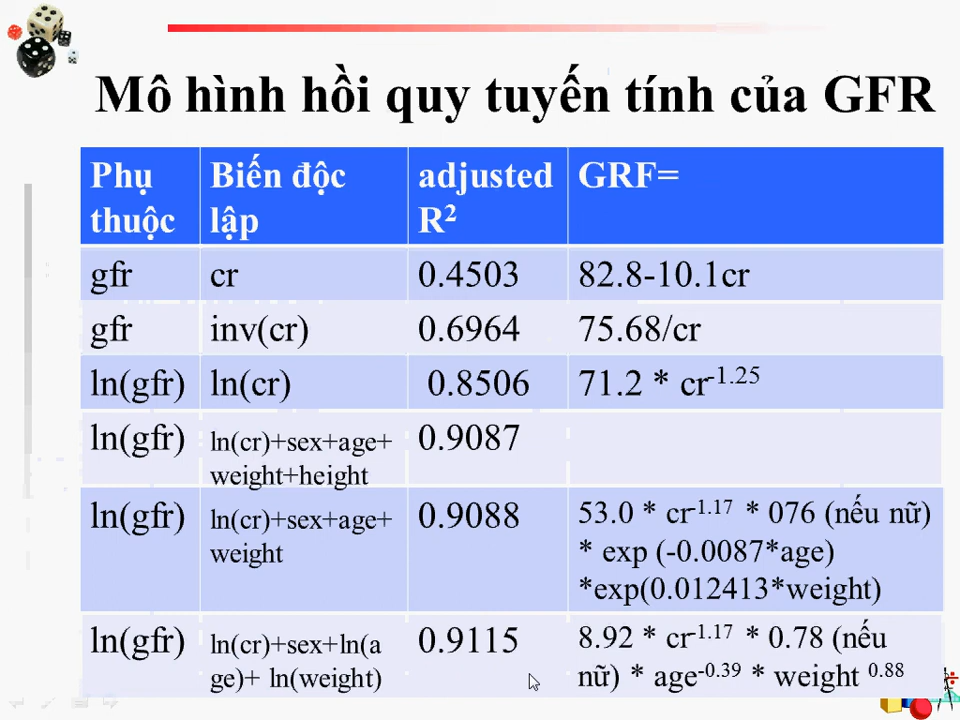 Mô hình hồi quy tuyến tính của GFR
Phụ thuộc | Biến độc lập | adjusted R² | GRF=
gfr | cr | 0.4503 | 82.8-10.1cr
gfr | inv(cr) | 0.6964 | 75.68/cr
ln(gfr) | ln(cr) | 0.8506 | 71.2 * cr⁻¹·²⁵
ln(gfr) | ln(cr)+sex+age+ weight+height | 0.9087
ln(gfr) | ln(cr)+sex+age+ weight | 0.9088 | 53.0 * cr⁻¹·¹⁷ * 076 (nếu nữ) * exp (-0.0087*age) *exp(0.012413*weight)
ln(gfr) | ln(cr)+sex+ln(a ge)+ ln(weight) | 0.9115 | 8.92 * cr⁻¹·¹⁷ * 0.78 (nếu nữ) * age⁻⁰·³⁹ * weight ⁰·⁸⁸